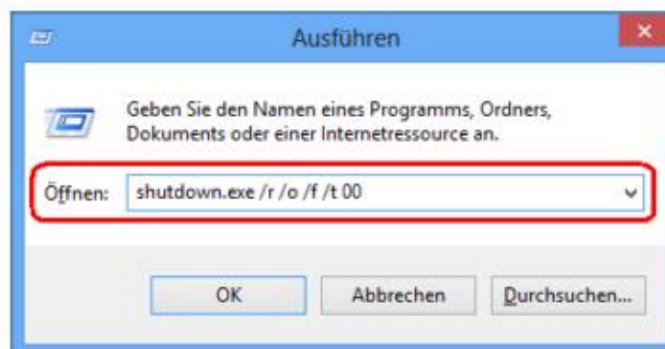 Ausführen
Geben Sie den Namen eines Programms, Ordners,
Dokuments oder einer Internetressource an.
Öffnen: shutdown.exe /r /o /f /t 00
OK Abbrechen Durchsuchen...